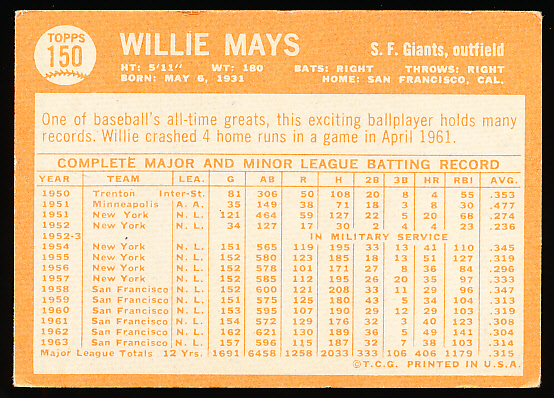 TOPPS
150
WILLIE MAYS
S. F. Giants, outfield
HT: 5'11" WT: 180 BATS: RIGHT THROWS: RIGHT
BORN: MAY 6, 1931 HOME: SAN FRANCISCO, CAL.
One of baseball's all-time greats, this exciting ballplayer holds many
records. Willie crashed 4 home runs in a game in April 1961.
COMPLETE MAJOR AND MINOR LEAGUE BATTING RECORD
YEAR TEAM LEA. G AB R H 2B 3B HR RBI AVG.
1950 Trenton Inter-St. 81 306 50 108 20 8 4 55 .353
1951 Minneapolis A. A. 35 149 38 71 18 3 8 30 .477
1951 New York N. L. 121 464 59 127 22 5 20 68 .274
1952 New York N. L. 34 127 17 30 2 4 4 23 .236
1952-3 IN MILITARY SERVICE
1954 New York N. L. 151 565 119 195 33 13 41 110 .345
1955 New York N. L. 152 580 123 185 18 13 51 127 .319
1956 New York N. L. 152 578 101 171 27 8 36 84 .296
1957 New York N. L. 152 585 112 195 26 20 35 97 .333
1958 San Francisco N. L. 152 600 121 208 33 11 29 96 .347
1959 San Francisco N. L. 151 575 125 180 43 5 34 104 .313
1960 San Francisco N. L. 153 595 107 190 29 12 29 103 .319
1961 San Francisco N. L. 154 572 129 176 32 3 40 123 .308
1962 San Francisco N. L. 162 621 130 189 36 5 49 141 .304
1963 San Francisco N. L. 157 596 115 187 32 7 38 103 .314
Major League Totals 12 Yrs. 1691 6458 1258 2033 333 106 406 1179 .315
©T.C.G. PRINTED IN U.S.A.